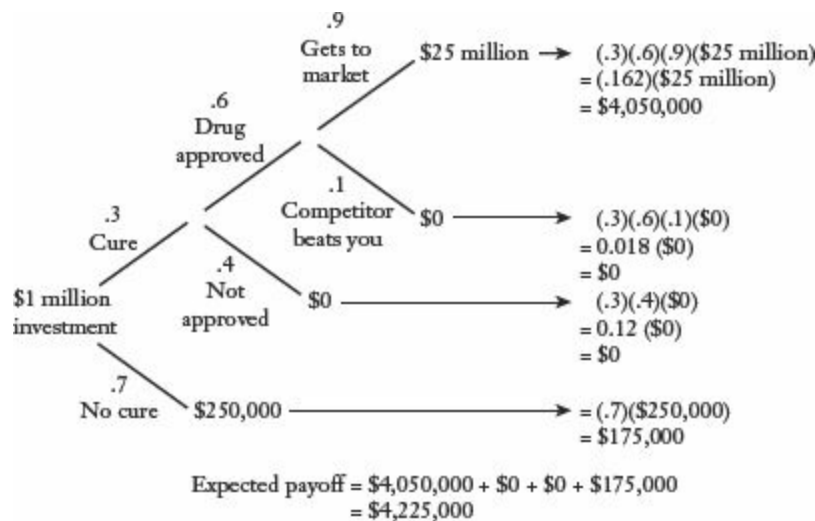 .9
Gets to
market
$25 million
(.3)(.6)(.9)($25 million)
= (.162)($25 million)
= $4,050,000
.6
Drug
approved
.1
Competitor
beats you
$0
(.3)(.6)(.1)($0)
= 0.018 ($0)
= $0
.3
Cure
.4
Not
approved
$0
(.3)(.4)($0)
= 0.12 ($0)
= $0
$1 million
investment
.7
No cure
$250,000
= (.7)($250,000)
= $175,000
Expected payoff = $4,050,000 + $0 + $0 + $175,000
= $4,225,000